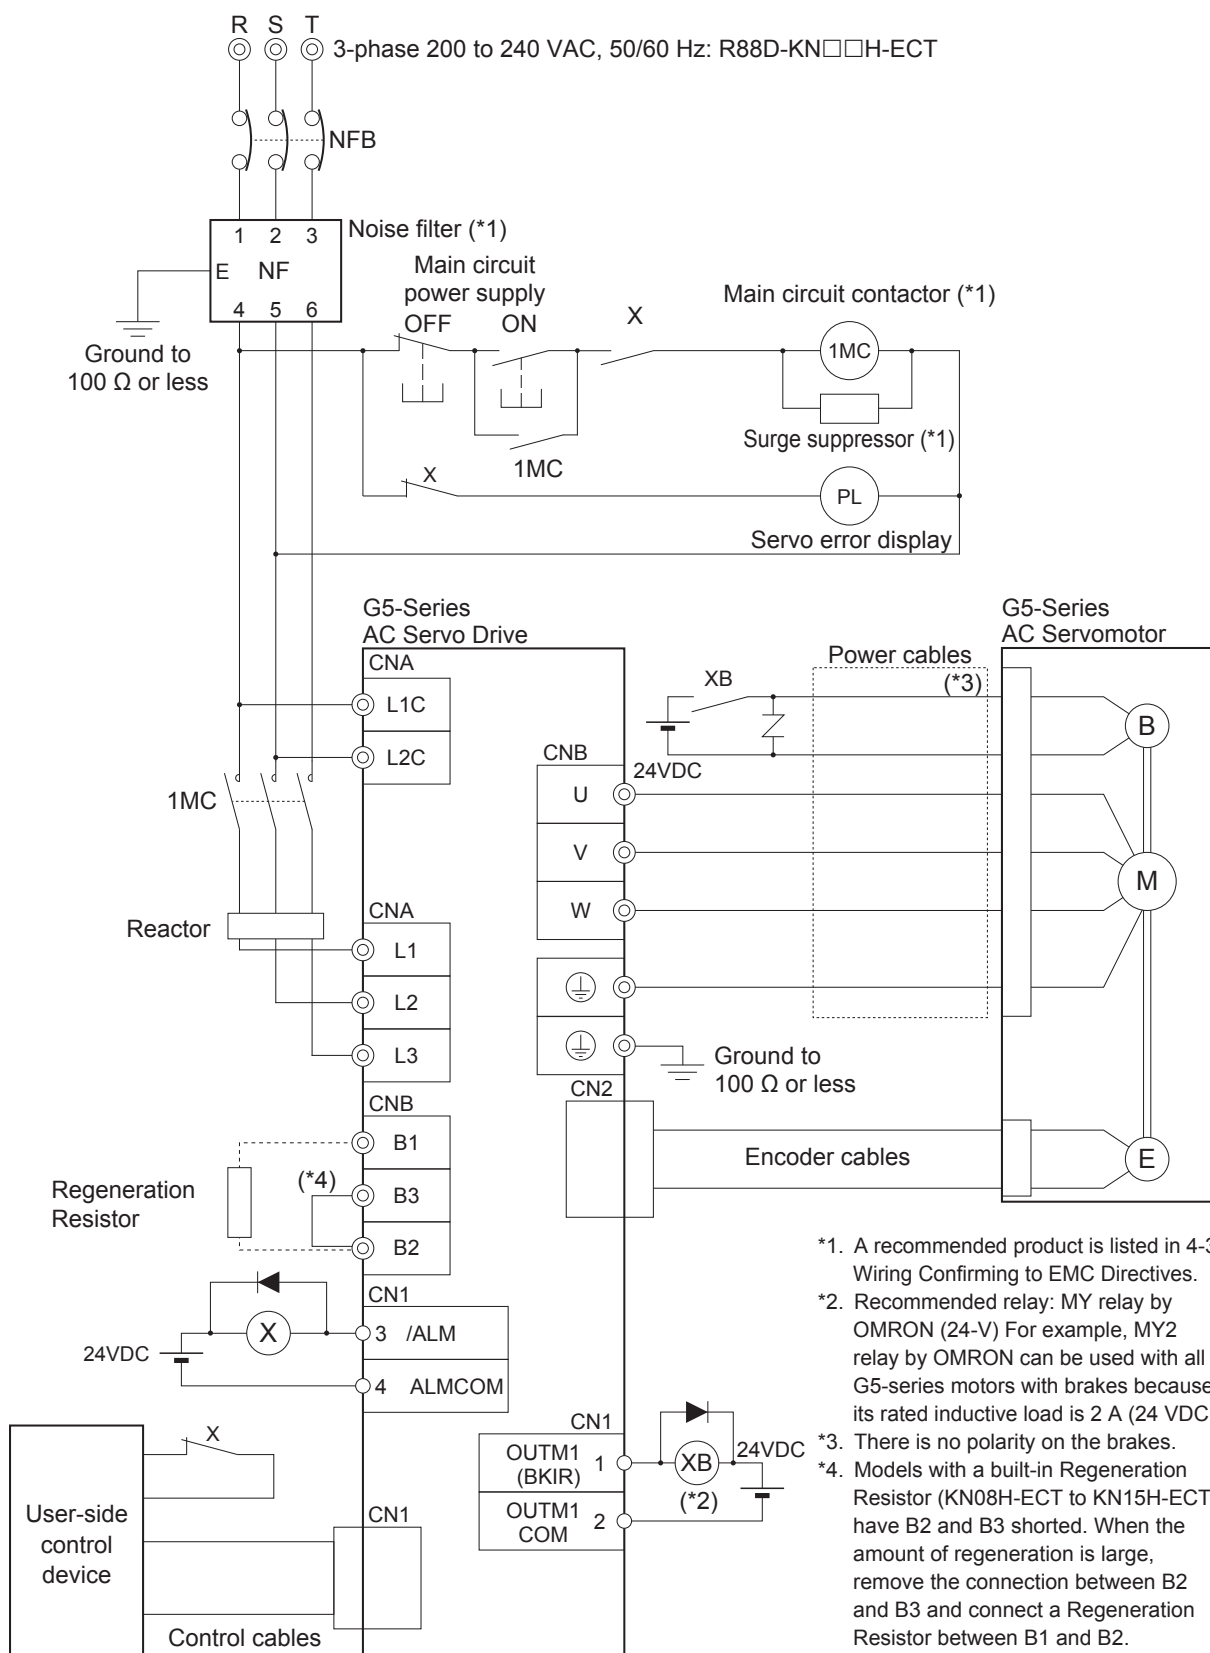 R S T
3-phase 200 to 240 VAC, 50/60 Hz: R88D-KN□□H-ECT
NFB
1 2 3
Noise filter (*1)
E NF
4 5 6
Ground to
100 Ω or less
Main circuit
power supply
OFF ON X
Main circuit contactor (*1)
1MC
Surge suppressor (*1)
1MC
X
PL
Servo error display
G5-Series
AC Servo Drive
G5-Series
AC Servomotor
CNA
L1C
L2C
1MC
Reactor
CNA
L1
L2
L3
XB
24VDC
Power cables
(*3)
B
CNB
U
V
W
M
Ground to
100 Ω or less
CN2
Encoder cables
E
CNB
B1
B3
B2
(*4)
Regeneration
Resistor
CN1
3 /ALM
4 ALMCOM
X
24VDC
X
User-side
control
device
CN1
Control cables
CN1
OUTM1
(BKIR) 1
OUTM1
COM 2
XB
(*2)
24VDC
*1. A recommended product is listed in 4-3
Wiring Confirming to EMC Directives.
*2. Recommended relay: MY relay by
OMRON (24-V) For example, MY2
relay by OMRON can be used with all
G5-series motors with brakes because
its rated inductive load is 2 A (24 VDC
*3. There is no polarity on the brakes.
*4. Models with a built-in Regeneration
Resistor (KN08H-ECT to KN15H-ECT
have B2 and B3 shorted. When the
amount of regeneration is large,
remove the connection between B2
and B3 and connect a Regeneration
Resistor between B1 and B2.